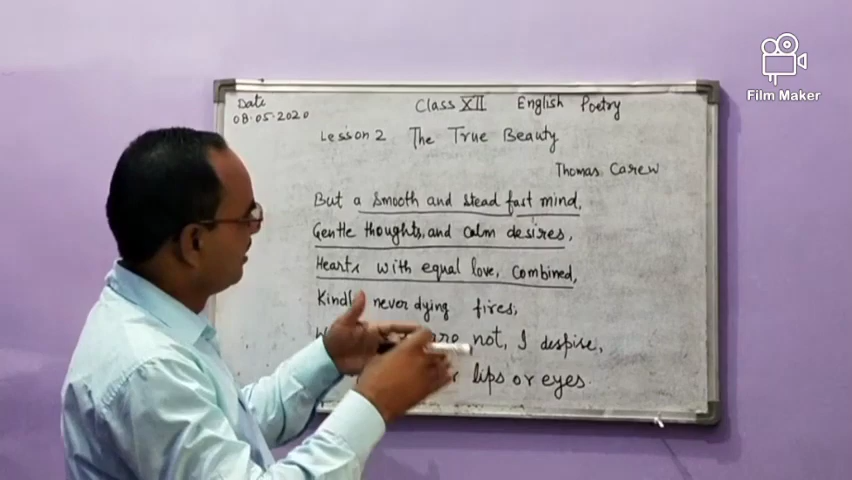 Film Maker
Date
08.05.2020
Class XII English Poetry
Lesson 2 The True Beauty
Thomas Carew
But a smooth and stead fast mind,
Gentle thoughts, and calm desires,
Hearts with equal love, combined,
never dying fires;
not, I despise,
lips or eyes.